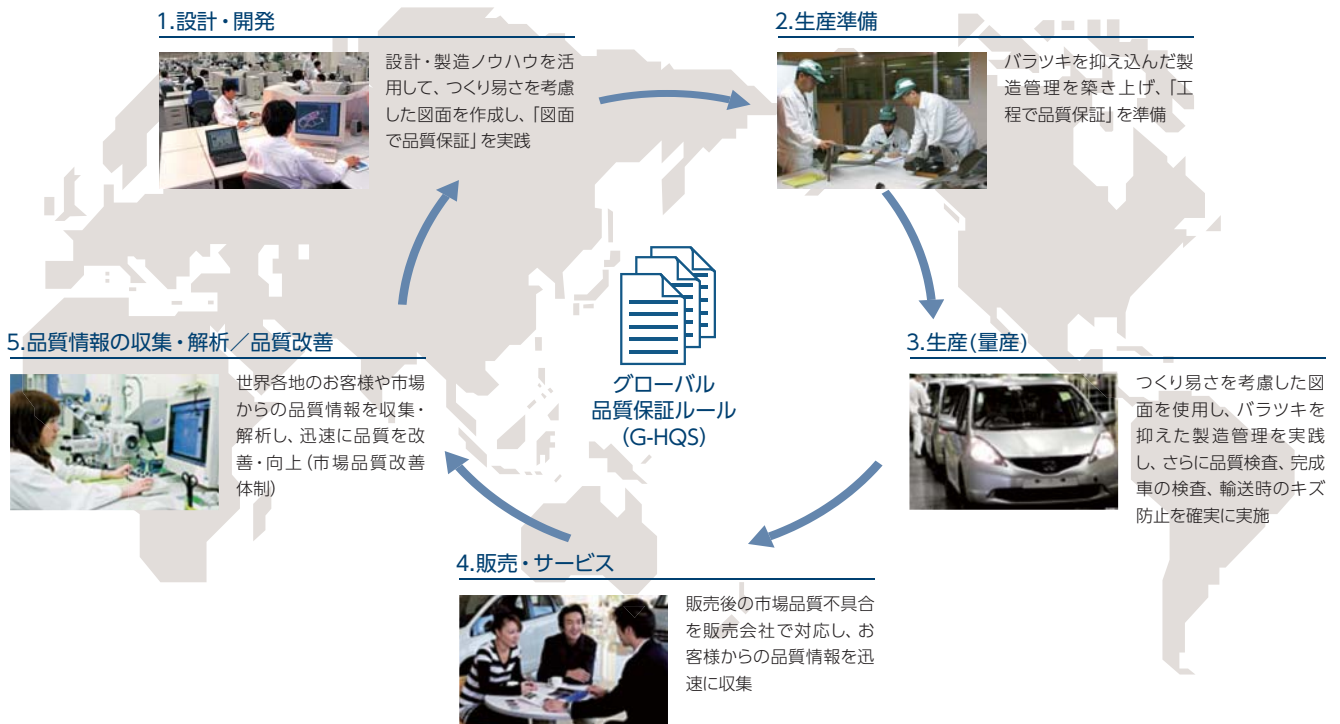 1.設計・開発
設計・製造ノウハウを活
用して、つくり易さを考慮
した図面を作成し、「図面
で品質保証」を実践
2.生産準備
バラツキを抑え込んだ製
造管理を築き上げ、「工
程で品質保証」を準備
グローバル
品質保証ルール
(G-HQS)
3.生産(量産)
つくり易さを考慮した図
面を使用し、バラツキを
抑えた製造管理を実践
し、さらに品質検査、完成
車の検査、輸送時のキズ
防止を確実に実施
4.販売・サービス
販売後の市場品質不具合
を販売会社で対応し、お
客様からの品質情報を迅
速に収集
5.品質情報の収集・解析／品質改善
世界各地のお客様や市場
からの品質情報を収集・
解析し、迅速に品質を改
善・向上(市場品質改善
体制)